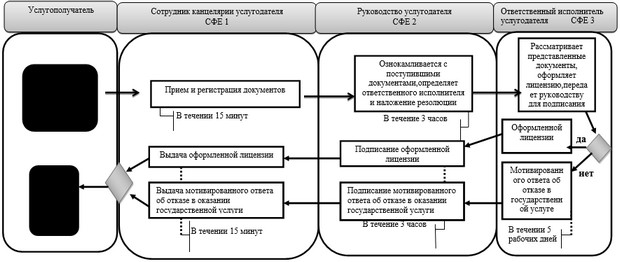 Услугополучатель
Сотрудник канцелярии услугодателя
СФЕ 1
Руководство услугодателя
СФЕ 2
Ответственный исполнитель
услугодателя СФЕ 3
Прием и регистрация документов
В течении 15 минут
Ознокамливается с
поступившими
документами,определяет
ответственного исполнителя
и наложение резолюции
В течение 3 часов
Рассматривает
представленные
документы,
оформляет
лицензию,переда
ет руководству
для подписания
Оформленной
лицензии
да
нет
Подписание оформленной
лицензии
Выдача оформленной лицензии
Мотивированн
ого ответа об
отказе в
государственн
ой услуге
Подписание мотивированного
ответа об отказе в оказании
государственной услуги
Выдача мотивированного ответа
об отказе в оказании
государственной услуги
В течении 15 минут
В течение 3 часов
В течении 5
рабочих дней